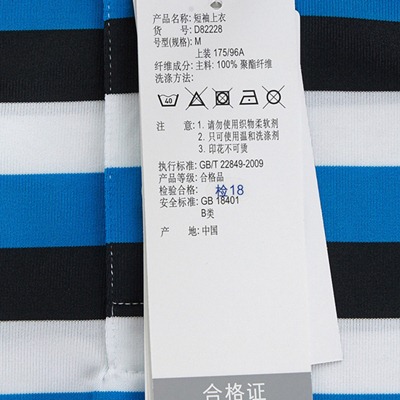 产品名称: 短袖上衣
货 号: D82228
号型(规格): M
上装 175/96A
纤维成分: 主料: 100% 聚酯纤维
洗涤方法:
40
注 意: 1. 请勿使用织物柔软剂
2. 只可使用温和洗涤剂
3. 印花不可烫
执行标准: GB/T 22849-2009
产品等级: 合格品
检验合格: 检18
安全标准: GB 18401
B类
产 地: 中国
合格证